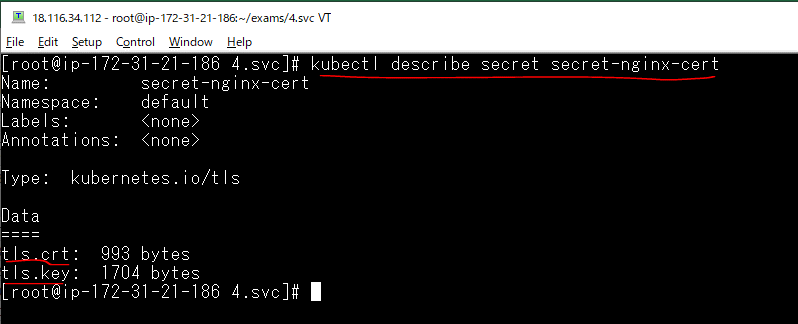 18.116.34.112 - root@ip-172-31-21-186:~/exams/4.svc VT
File Edit Setup Control Window Help
[root@ip-172-31-21-186 4.svc]# kubectl describe secret secret-nginx-cert
Name:         secret-nginx-cert
Namespace:    default
Labels:       <none>
Annotations:  <none>
Type:  kubernetes.io/tls
Data
====
tls.crt:  993 bytes
tls.key:  1704 bytes
[root@ip-172-31-21-186 4.svc]#